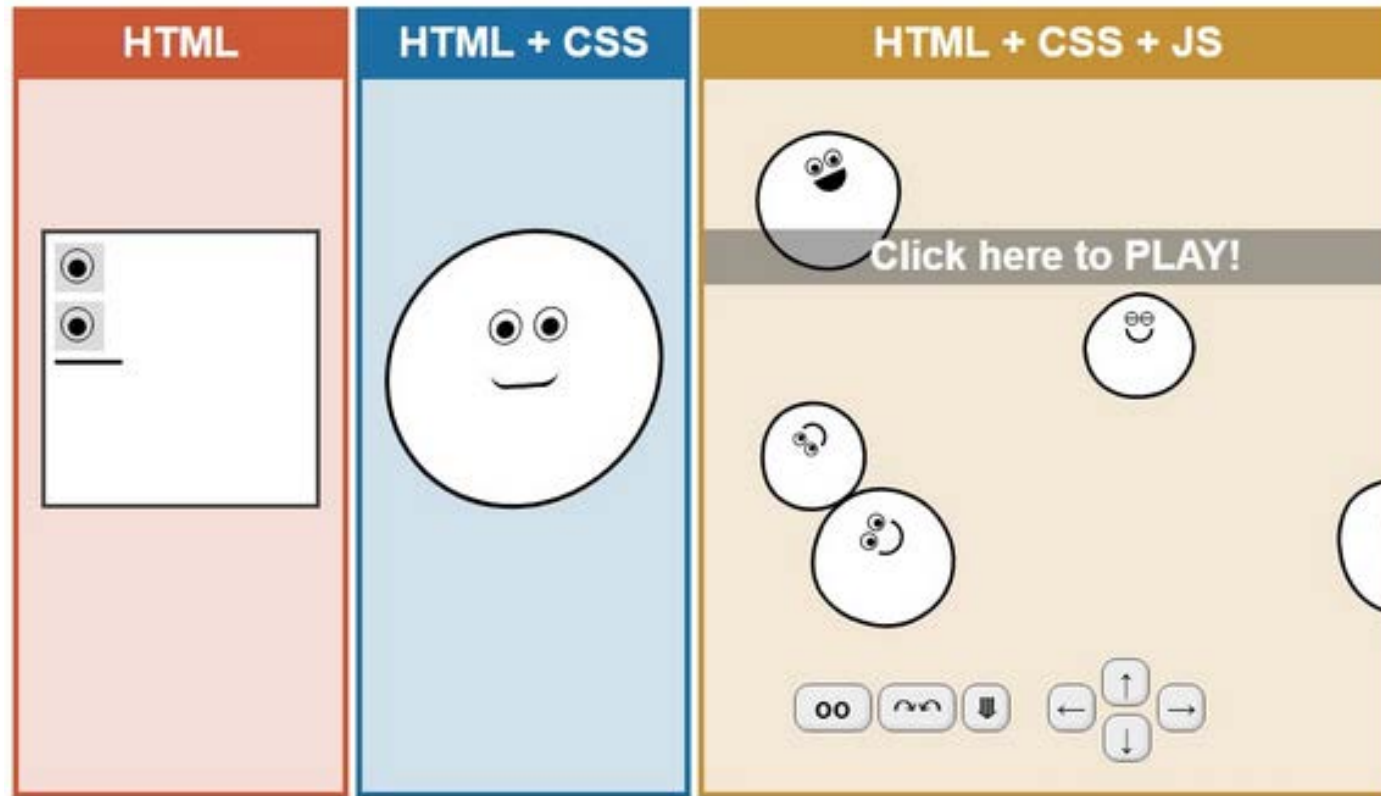 HTML
HTML + CSS
HTML + CSS + JS
Click here to PLAY!
oo
↑
← →
↓